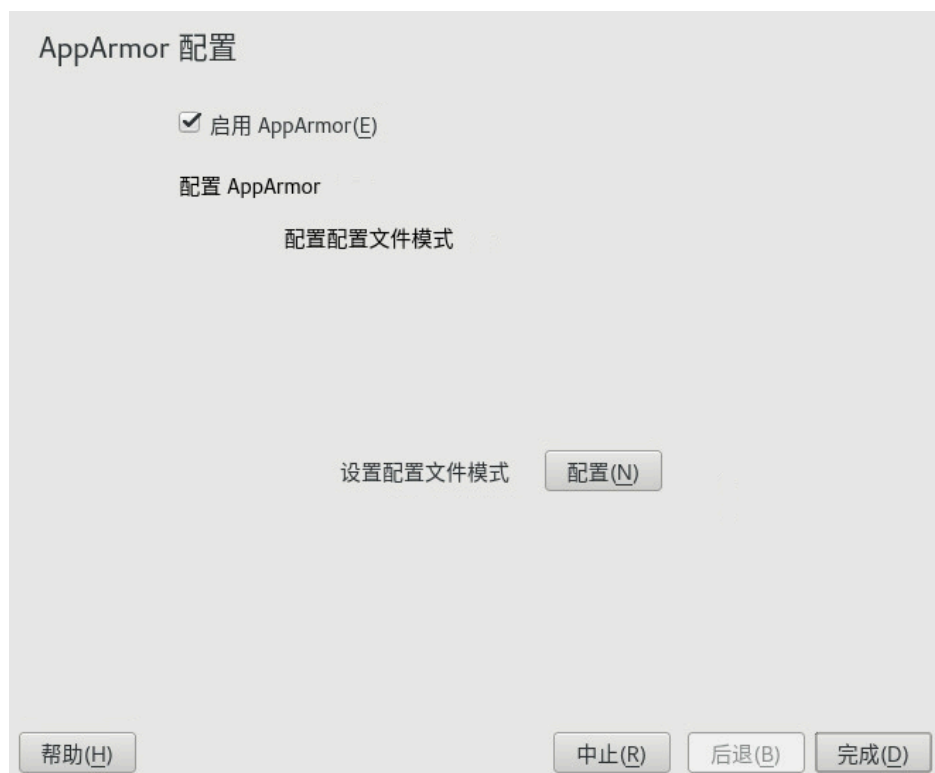 AppArmor 配置
启用 AppArmor(E)
配置 AppArmor
配置配置文件模式
设置配置文件模式 配置(N)
帮助(H) 中止(R) 后退(B) 完成(D)